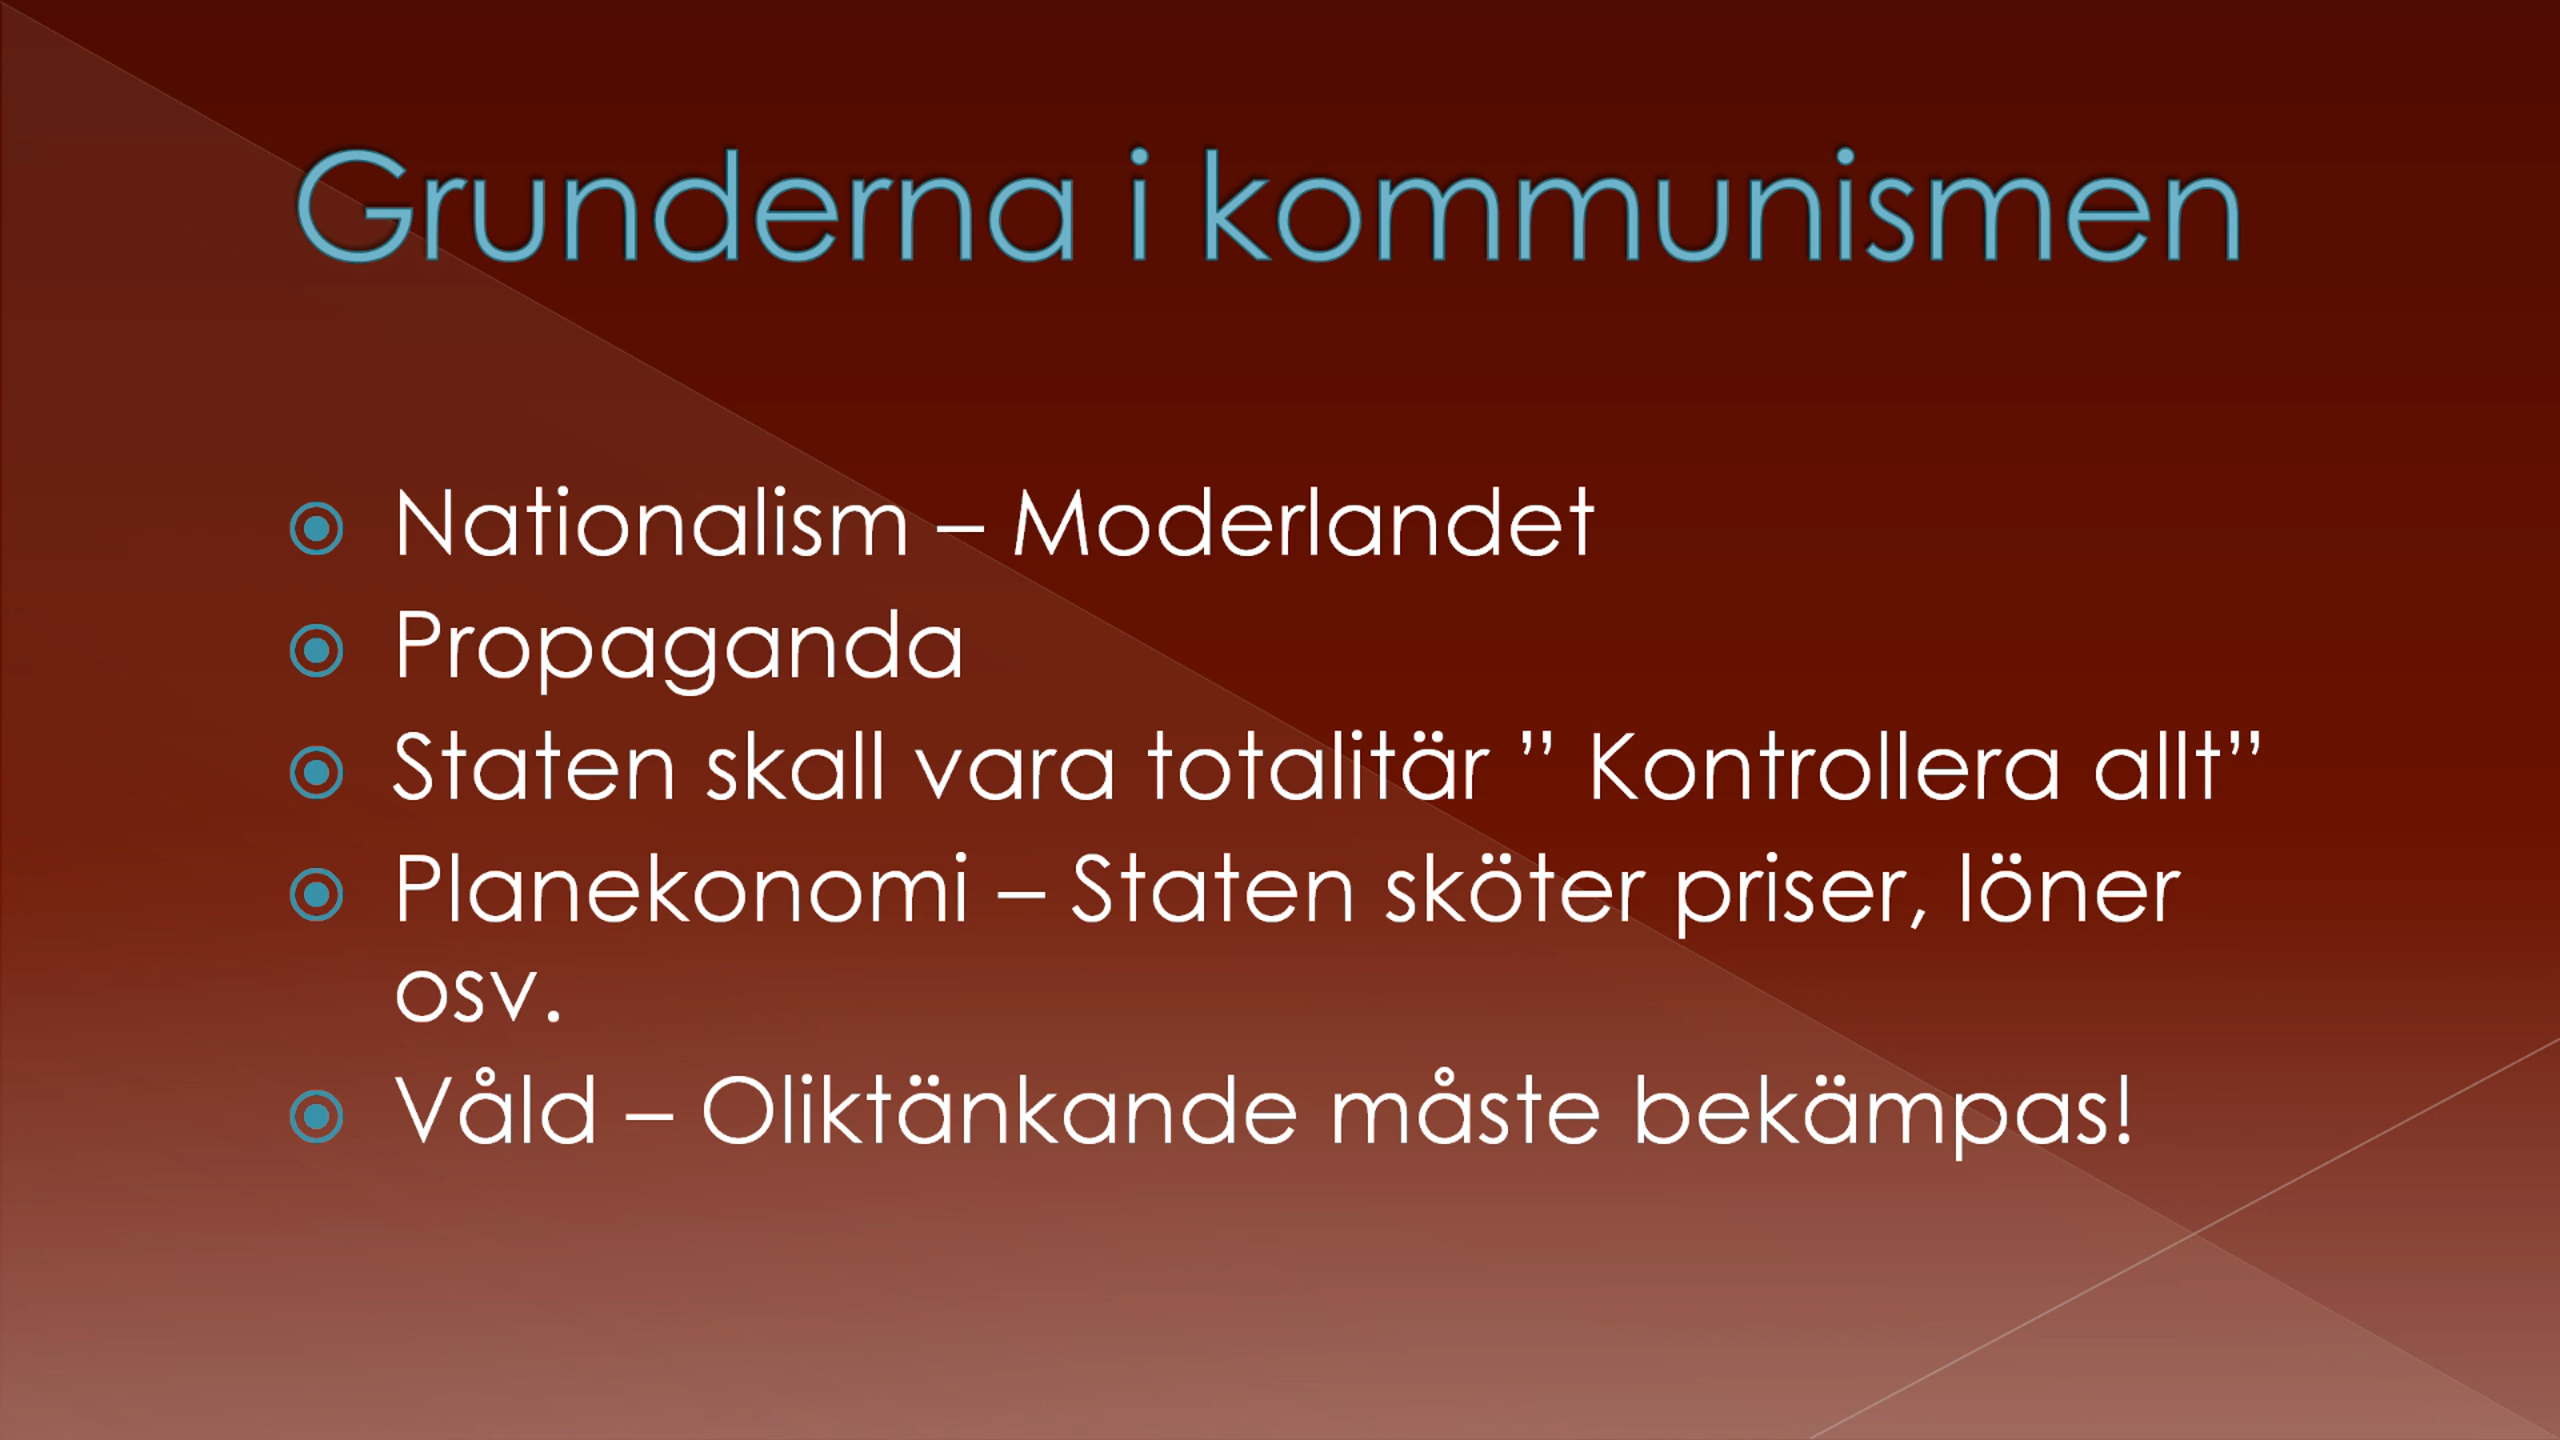 Grunderna i kommunismen
Nationalism – Moderlandet
Propaganda
Staten skall vara totalitär ” Kontrollera allt”
Planekonomi – Staten sköter priser, löner
osv.
Våld – Oliktänkande måste bekämpas!